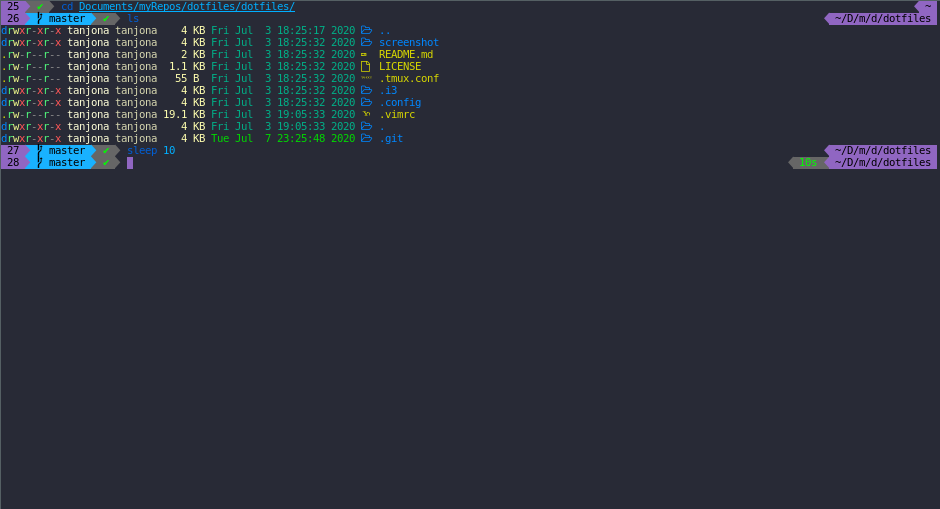 25 ✔ cd Documents/myRepos/dotfiles/dotfiles/ ~
26 master ✔ ls ~/D/m/d/dotfiles
drwxr-xr-x tanjona tanjona 4 KB Fri Jul 3 18:25:17 2020 ..
drwxr-xr-x tanjona tanjona 4 KB Fri Jul 3 18:25:32 2020 screenshot
.rw-r--r-- tanjona tanjona 2 KB Fri Jul 3 18:25:32 2020 README.md
.rw-r--r-- tanjona tanjona 1.1 KB Fri Jul 3 18:25:32 2020 LICENSE
.rw-r--r-- tanjona tanjona 55 B Fri Jul 3 18:25:32 2020 .tmux.conf
drwxr-xr-x tanjona tanjona 4 KB Fri Jul 3 18:25:32 2020 .i3
drwxr-xr-x tanjona tanjona 4 KB Fri Jul 3 18:25:32 2020 .config
.rw-r--r-- tanjona tanjona 19.1 KB Fri Jul 3 19:05:33 2020 .vimrc
drwxr-xr-x tanjona tanjona 4 KB Fri Jul 3 19:05:33 2020 .
drwxr-xr-x tanjona tanjona 4 KB Tue Jul 7 23:25:48 2020 .git
27 master ✔ sleep 10 ~/D/m/d/dotfiles
28 master ✔ 10s ~/D/m/d/dotfiles